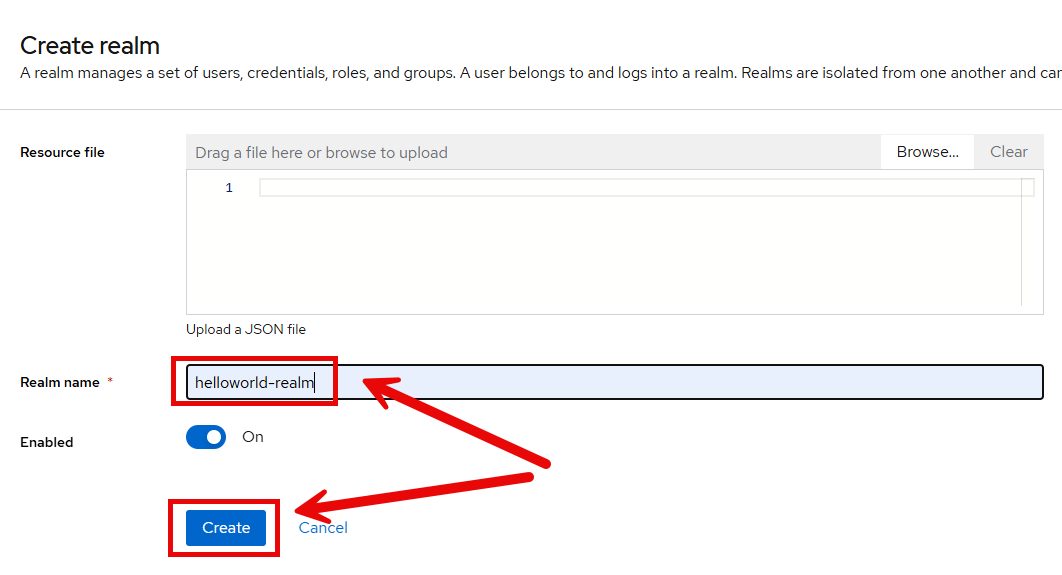 Create realm
A realm manages a set of users, credentials, roles, and groups. A user belongs to and logs into a realm. Realms are isolated from one another and can
Resource file
Drag a file here or browse to upload
Browse...
Clear
1
Upload a JSON file
Realm name *
helloworld-realm
Enabled
On
Create
Cancel